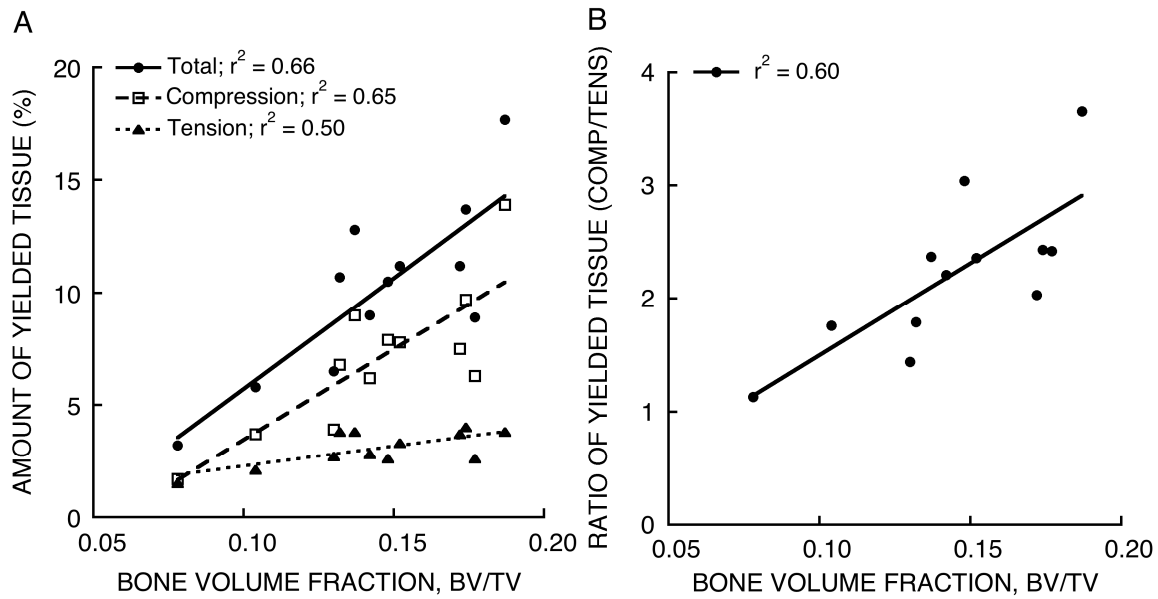 A
AMOUNT OF YIELDED TISSUE (%)
20
15
10
5
0
Total; r² = 0.66
Compression; r² = 0.65
Tension; r² = 0.50
0.05
0.10
0.15
0.20
BONE VOLUME FRACTION, BV/TV
B
RATIO OF YIELDED TISSUE (COMP/TENS)
4
3
2
1
0
r² = 0.60
0.05
0.10
0.15
0.20
BONE VOLUME FRACTION, BV/TV